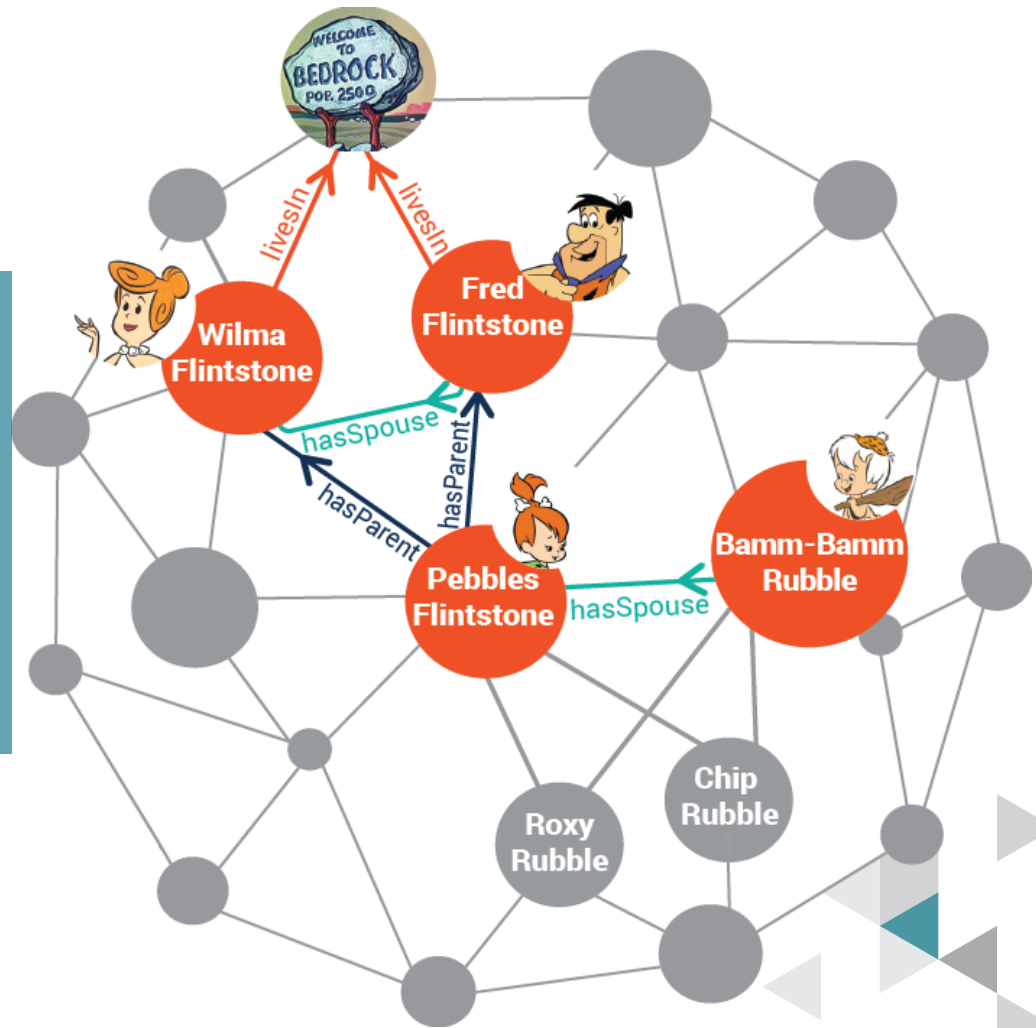 WELCOME
TO
BEDROCK
POP. 2500
livesIn
livesIn
Fred
Flintstone
Wilma
Flintstone
hasSpouse
hasParent
hasParent
Bamm-Bamm
Rubble
Pebbles
Flintstone
hasSpouse
Chip
Rubble
Roxy
Rubble